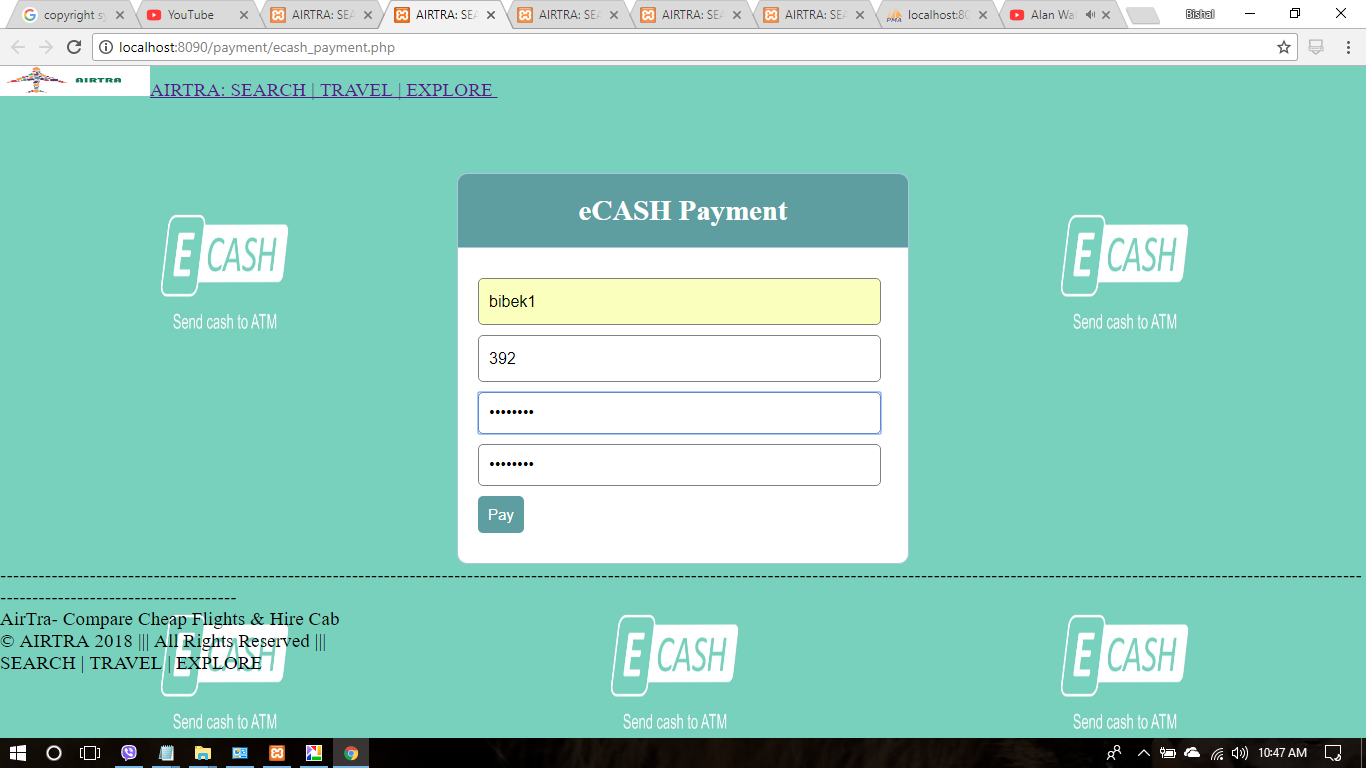 copyright s
YouTube
AIRTRA: SEA
AIRTRA: SEA
AIRTRA: SEA
AIRTRA: SEA
AIRTRA: SE
localhost:80
Alan Wa
Bishal
localhost:8090/payment/ecash_payment.php
AIRTRA
AIRTRA: SEARCH | TRAVEL | EXPLORE
eCASH Payment
E CASH
Send cash to ATM
E CASH
Send cash to ATM
bibek1
392
••••••••
••••••••
Pay
-----------------------------------------------------------------------------------------------------------------------------------------------------------------
-----------------------------------
AirTra- Compare Cheap Flights & Hire Cab
© AIRTRA 2018 ||| All Rights Reserved |||
SEARCH | TRAVEL | EXPLORE
E CASH
Send cash to ATM
E CASH
Send cash to ATM
E CASH
Send cash to ATM
10:47 AM